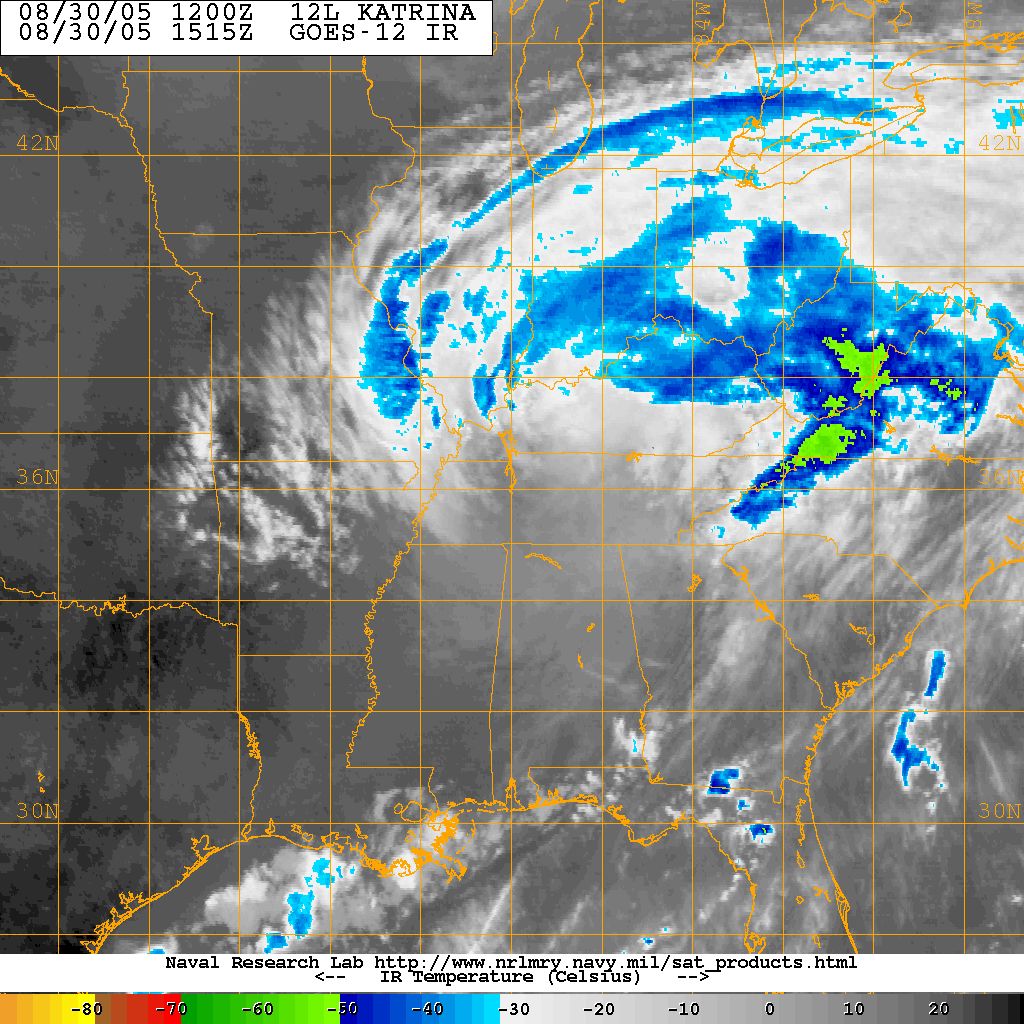 08/30/05 1200Z 12L KATRINA
08/30/05 1515Z GOES-12 IR
84W
78W
42N 42N
36N 36N
30N 30N
Naval Research Lab http://www.nrlmry.navy.mil/sat_products.html
<-- IR Temperature (Celsius) -->
-80 -70 -60 -50 -40 -30 -20 -10 0 10 20